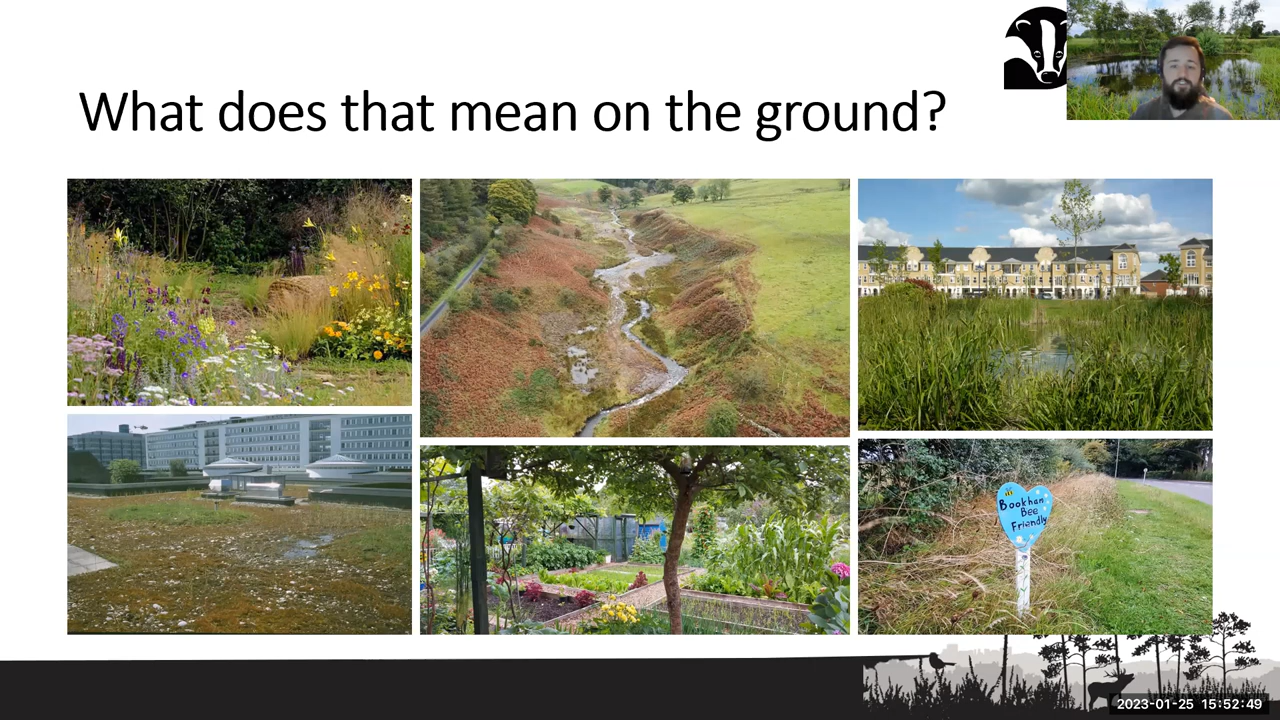 What does that mean on the ground?
Bookham
Bee
Friendly
2023-01-25 15:52:49